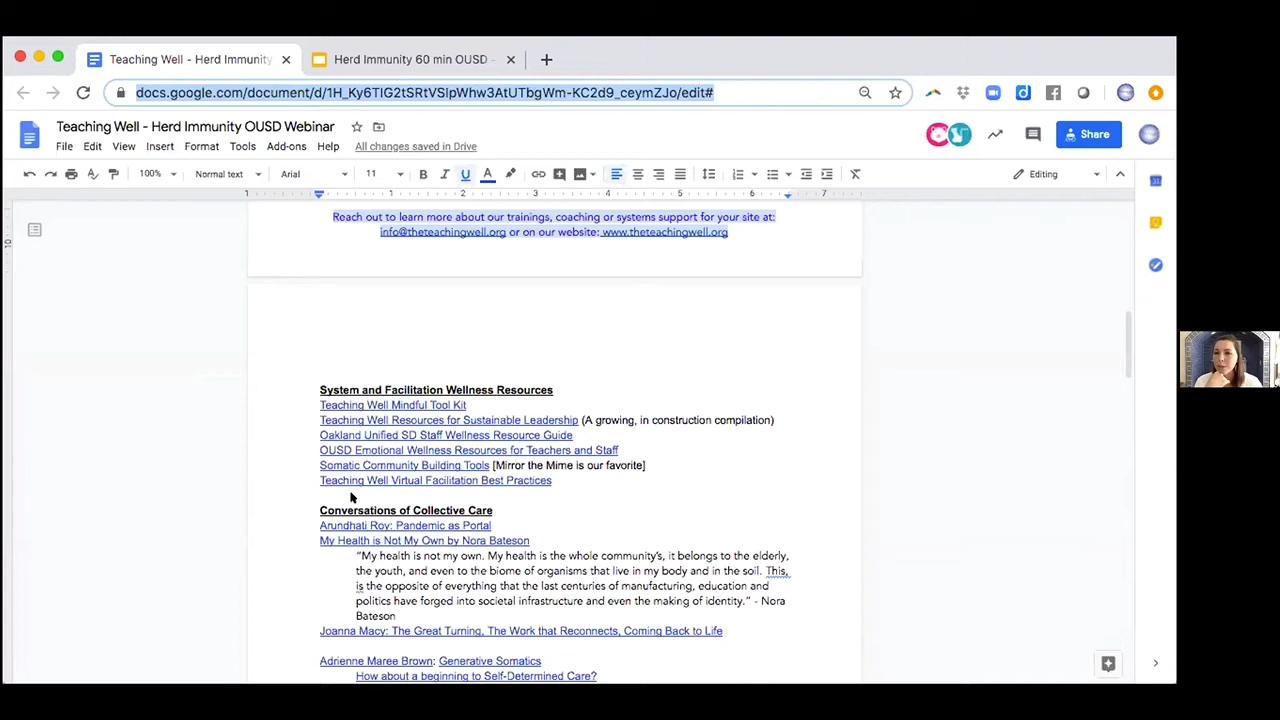 Teaching Well - Herd Immunity
Herd Immunity 60 min OUSD -
docs.google.com/document/d/1H_Ky6TIG2tSRtVSlpWhw3AtUTbgWm-KC2d9_ceymZJo/edit#
Teaching Well - Herd Immunity OUSD Webinar
File Edit View Insert Format Tools Add-ons Help All changes saved in Drive
Share
100% Normal text Arial 11 Editing
1 1 2 3 4 5 6 7
Reach out to learn more about our trainings, coaching or systems support for your site at:
info@theteachingwell.org or on our website: www.theteachingwell.org
System and Facilitation Wellness Resources
Teaching Well Mindful Tool Kit
Teaching Well Resources for Sustainable Leadership (A growing, in construction compilation)
Oakland Unified SD Staff Wellness Resource Guide
OUSD Emotional Wellness Resources for Teachers and Staff
Somatic Community Building Tools [Mirror the Mime is our favorite]
Teaching Well Virtual Facilitation Best Practices
Conversations of Collective Care
Arundhati Roy: Pandemic as Portal
My Health is Not My Own by Nora Bateson
“My health is not my own. My health is the whole community’s, it belongs to the elderly,
the youth, and even to the biome of organisms that live in my body and in the soil. This,
is the opposite of everything that the last centuries of manufacturing, education and
politics have forged into societal infrastructure and even the making of identity.” - Nora
Bateson
Joanna Macy: The Great Turning, The Work that Reconnects, Coming Back to Life
Adrienne Maree Brown: Generative Somatics
How about a beginning to Self-Determined Care?